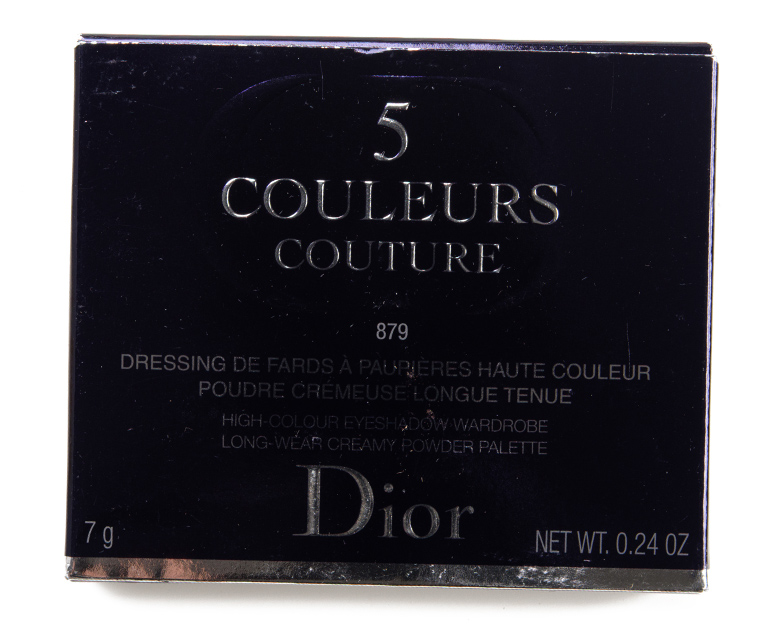 5
COULEURS
COUTURE
879
DRESSING DE FARDS À PAUPIÈRES HAUTE COULEUR
POUDRE CRÉMEUSE LONGUE TENUE
HIGH-COLOUR EYESHADOW WARDROBE
LONG-WEAR CREAMY POWDER PALETTE
Dior
7 g
NET WT. 0.24 OZ